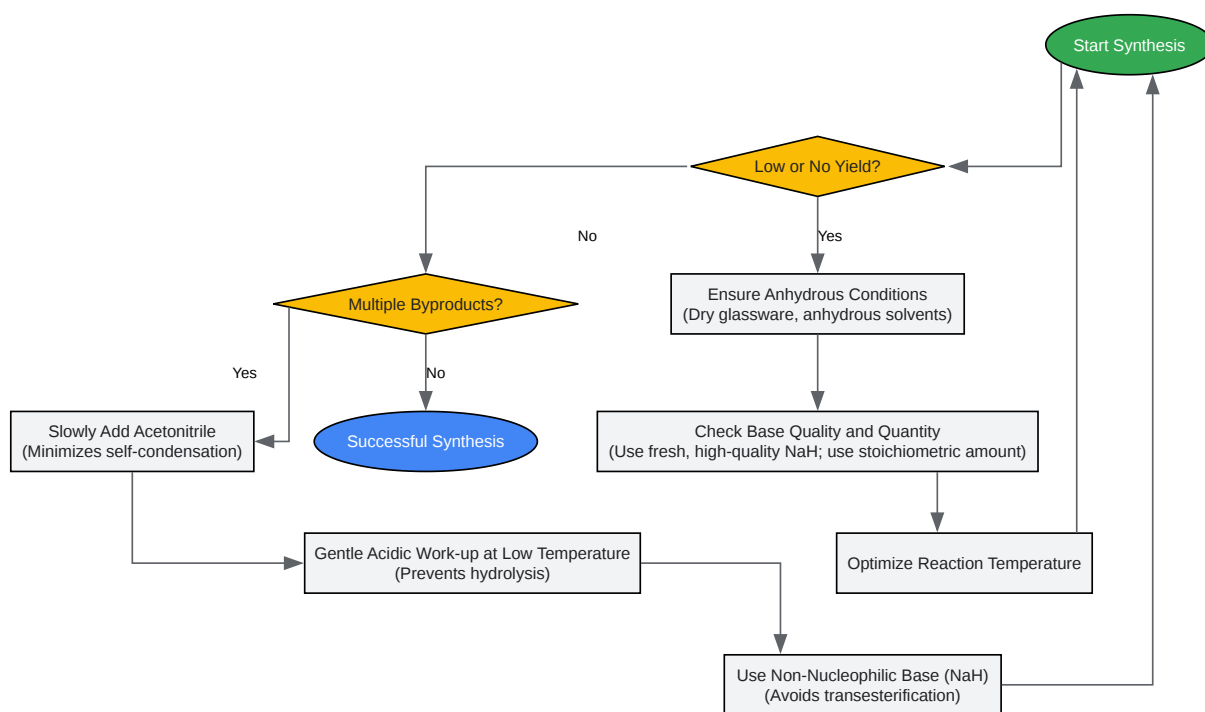 Start Synthesis
Low or No Yield?
No
Yes
Ensure Anhydrous Conditions
(Dry glassware, anhydrous solvents)
Multiple Byproducts?
Yes
No
Slowly Add Acetonitrile
(Minimizes self-condensation)
Successful Synthesis
Check Base Quality and Quantity
(Use fresh, high-quality NaH; use stoichiometric amount)
Gentle Acidic Work-up at Low Temperature
(Prevents hydrolysis)
Optimize Reaction Temperature
Use Non-Nucleophilic Base (NaH)
(Avoids transesterification)